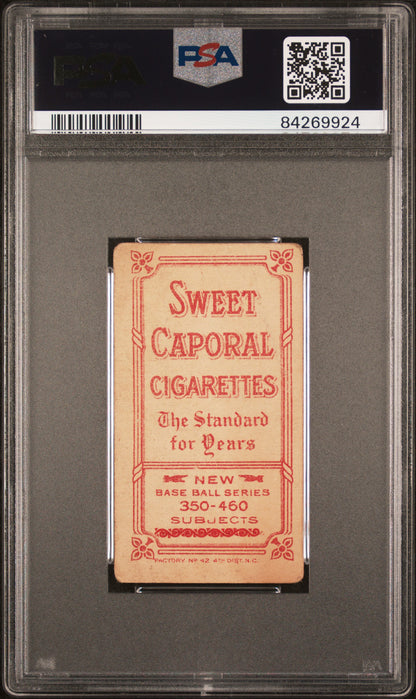 PSA
PSA
84269924
SWEET
CAPORAL
CIGARETTES
The Standard
for Years
NEW
BASE BALL SERIES
350-460
SUBJECTS
FACTORY Nº 42 4TH DIST. N.C.